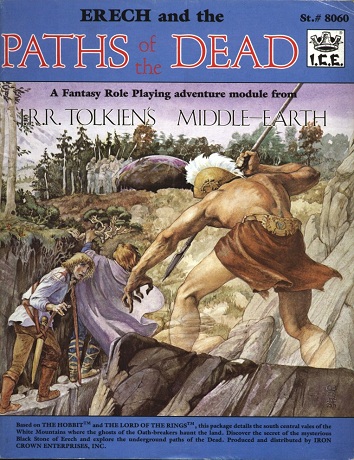 ERECH and the
St.# 8060
PATHS of the DEAD
I.C.E.
A Fantasy Role Playing adventure module from
J.R.R. TOLKIEN'S MIDDLE-EARTH
Based on THE HOBBIT™ and THE LORD OF THE RINGS™, this package details the south central vales of the
White Mountains where the ghosts of the Oath-breakers haunt the land. Discover the secret of the mysterious
Black Stone of Erech and explore the underground paths of the Dead. Produced and distributed by IRON
CROWN ENTERPRISES, INC.